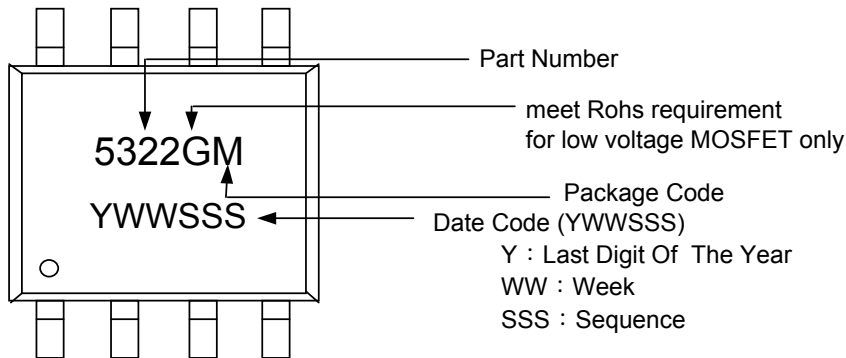 Part Number
meet Rohs requirement
for low voltage MOSFET only
5322GM
Package Code
YWWSSS
Date Code (YWWSSS)
Y：Last Digit Of The Year
WW：Week
SSS：Sequence